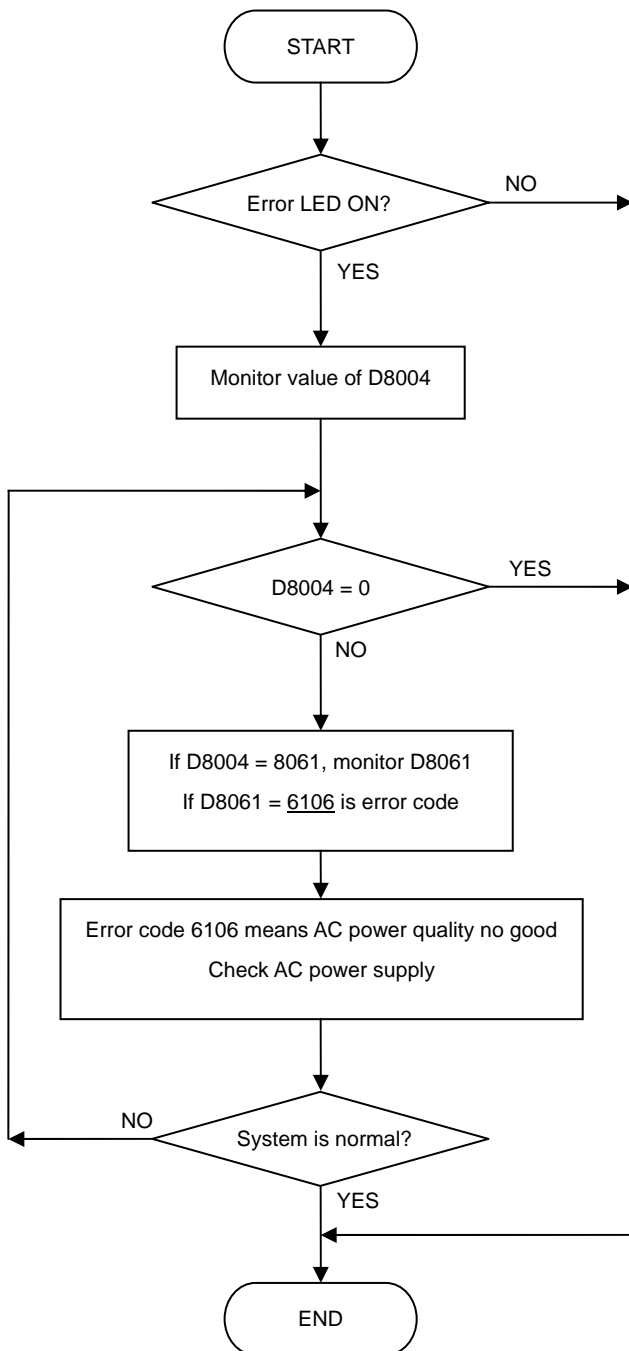 START
Error LED ON?
NO
YES
Monitor value of D8004
D8004 = 0
YES
NO
If D8004 = 8061, monitor D8061
If D8061 = 6106 is error code
Error code 6106 means AC power quality no good
Check AC power supply
System is normal?
NO
YES
END